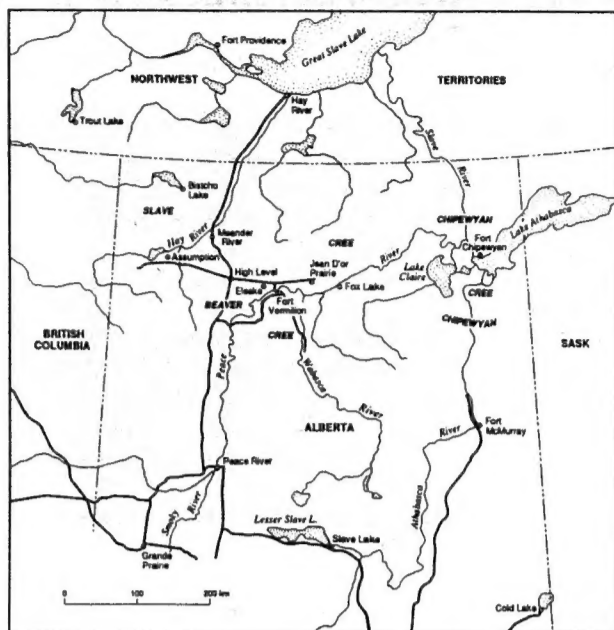 Fort Providence
Great Slave Lake
NORTHWEST
TERRITORIES
Hay
River
Trout Lake
Slave
River
Bistcho
Lake
SLAVE
Hay River
Meander
River
CHIPEWYAN
Lake Athabasca
CREE
River
Fort
Chipewyan
Assumption
High Level
Jean D'or
Prairie
Lake
Claire
Eleske
Fox Lake
CREE
BEAVER
Fort
Vermilion
CHIPEWYAN
BRITISH
COLUMBIA
CREE
SASK
Peace
Wabasca
River
ALBERTA
River
Fort
McMurray
Peace River
Smoky
River
Athabasca
Lesser Slave L.
Slave Lake
Grande
Prairie
0 100 200 km
Cold Lake